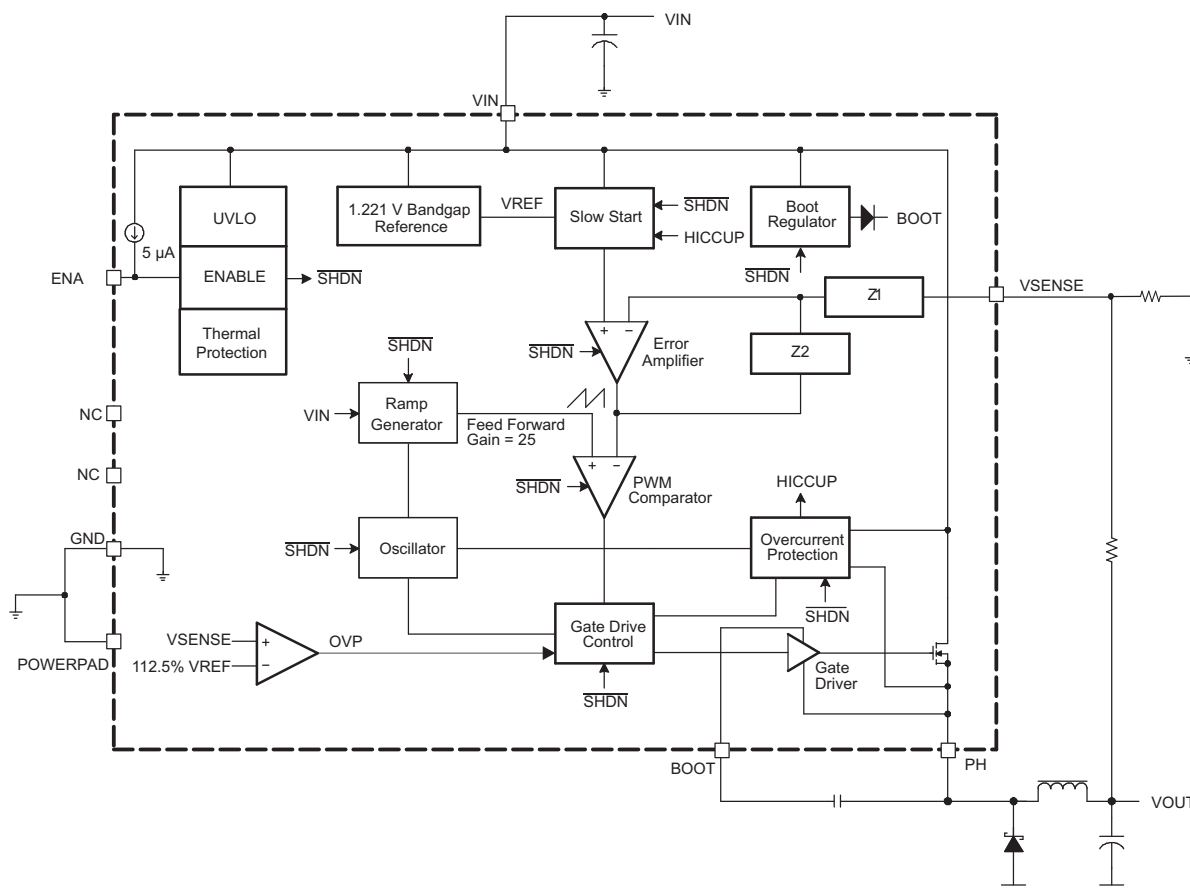 VIN
VIN
UVLO
1.221 V Bandgap
Reference
VREF
Slow Start
SHDN
HICCUP
Boot
Regulator
BOOT
5 µA
ENA
ENABLE
SHDN
SHDN
VSENSE
Z1
Thermal
Protection
SHDN
+ −
Error
Amplifier
Z2
SHDN
NC
VIN
Ramp
Generator
Feed Forward
Gain = 25
NC
SHDN
+ −
PWM
Comparator
HICCUP
GND
SHDN
Oscillator
Overcurrent
Protection
SHDN
POWERPAD
VSENSE
+
112.5% VREF
−
OVP
Gate Drive
Control
SHDN
Gate
Driver
BOOT
PH
VOUT